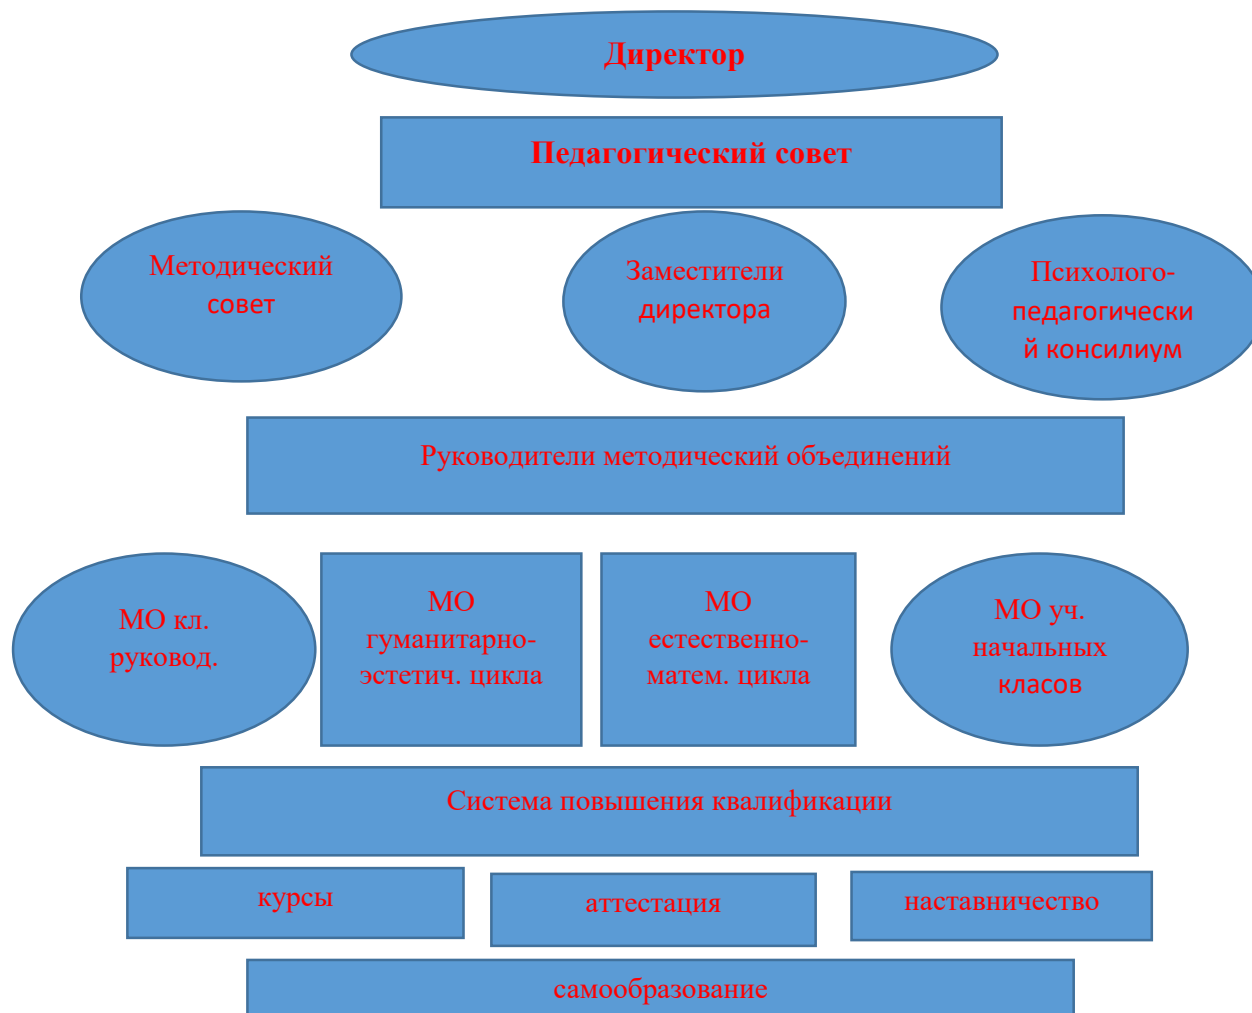 Директор
Педагогический совет
Методический
совет
Заместители
директора
Психолого-
педагогически
й консилиум
Руководители методический объединений
МО кл.
руковод.
МО
гуманитарно-
эстетич. цикла
МО
естественно-
матем. цикла
МО уч.
начальных
класов
Система повышения квалификации
курсы
аттестация
наставничество
самообразование